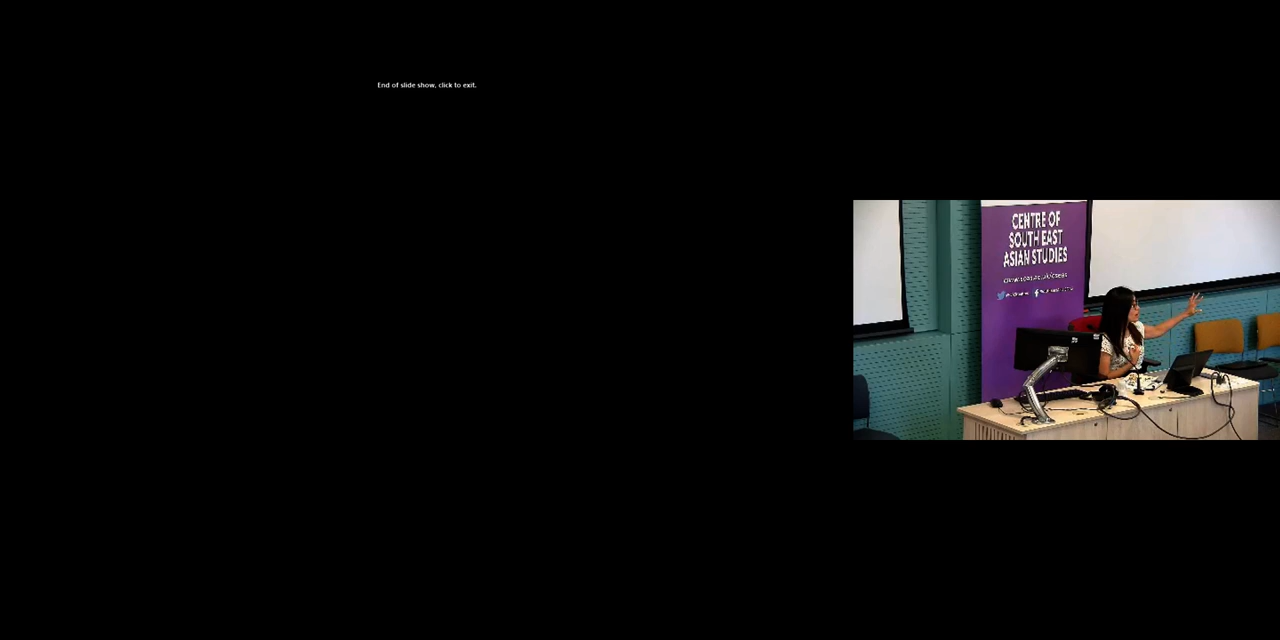 End of slide show, click to exit.
CENTRE OF
SOUTH EAST
ASIAN STUDIES